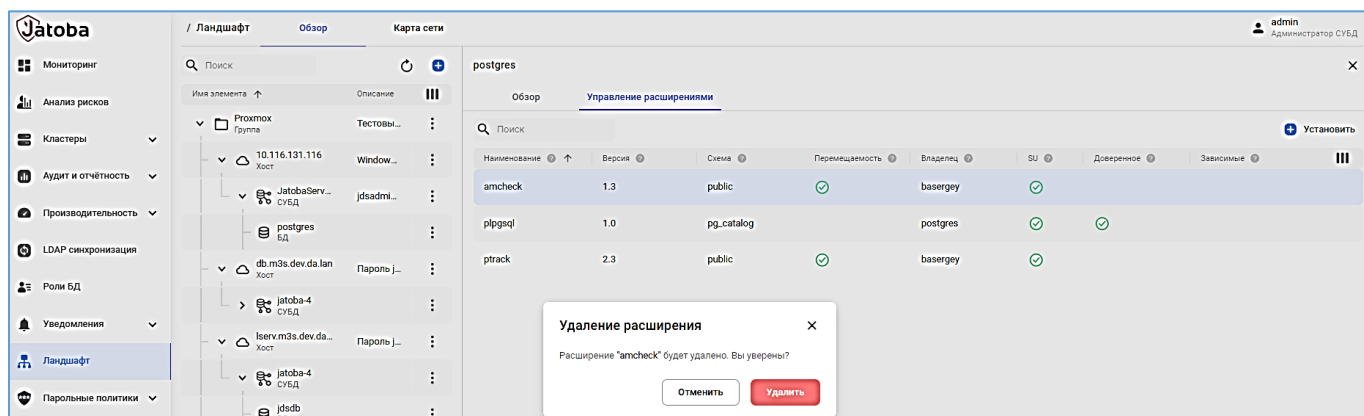 Jatoba
/ Ландшафт Обзор Карта сети
admin
Администратор СУБД
Мониторинг
Анализ рисков
Кластеры
Аудит и отчётность
Производительность
LDAP синхронизация
Роли БД
Уведомления
Ландшафт
Парольные политики
Поиск
Имя элемента Описание
Proxmox Тестовы...
Группа
10.116.131.116 Window...
Хост
JatobaServ... jdsadmi...
СУБД
postgres
БД
db.m3s.dev.da.lan Пароль j...
Хост
jatoba-4
СУБД
lserv.m3s.dev.da... Пароль j...
Хост
jatoba-4
СУБД
jdsdb
postgres
Обзор Управление расширениями
Поиск Установить
Наименование Версия Схема Перемещаемость Владелец SU Доверенное Зависимые
amcheck 1.3 public basergey
plpgsql 1.0 pg_catalog postgres
ptrack 2.3 public basergey
Удаление расширения
Расширение "amcheck" будет удалено. Вы уверены?
Отменить Удалить